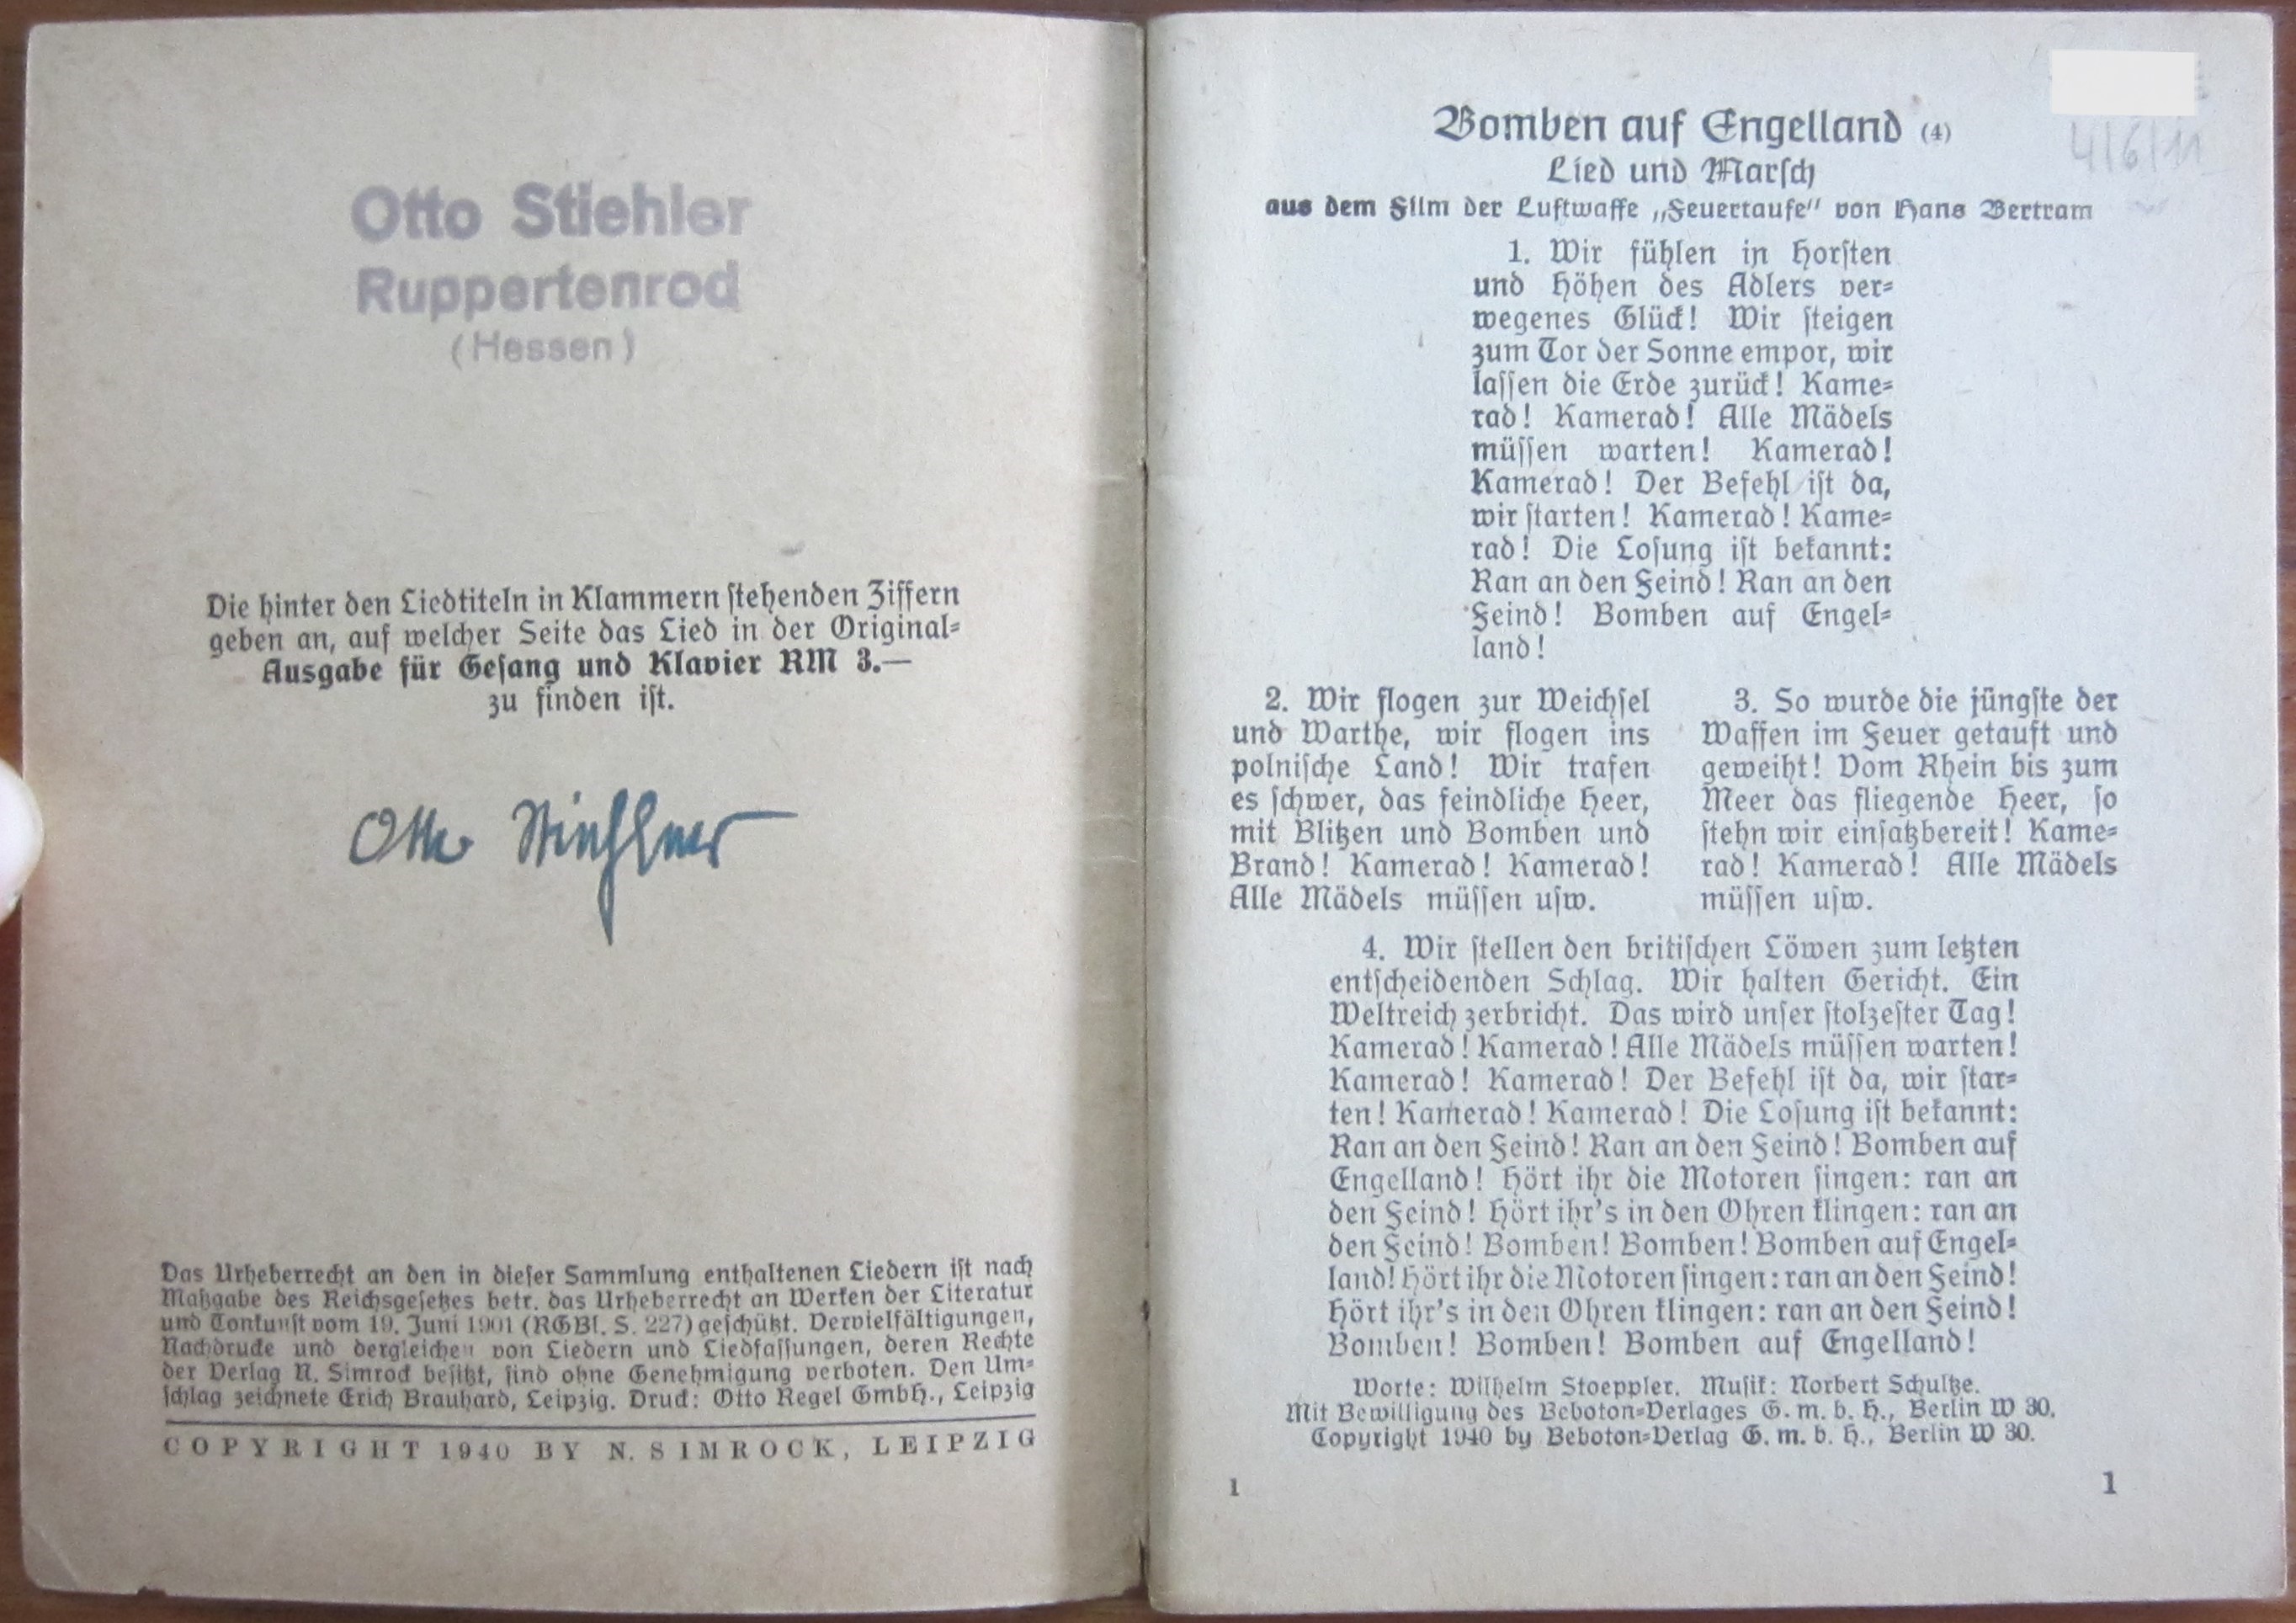 Otto Stiehler
Ruppertenrod
(Hessen)
Die hinter den Liedtiteln in Klammern stehenden Ziffern
geben an, auf welcher Seite das Lied in der Original-
Ausgabe für Gesang und Klavier RM 3.—
zu finden ist.
Otto Stiehler
Das Urheberrecht an den in dieser Sammlung enthaltenen Liedern ist nach
Maßgabe des Reichsgesetzes betr. das Urheberrecht an Werken der Literatur
und Tonkunst vom 19. Juni 1901 (RGBl. S. 227) geschützt. Vervielfältigungen,
Nachdrucke und dergleichen von Liedern und Liedfassungen, deren Rechte
der Verlag N. Simrock besitzt, sind ohne Genehmigung verboten. Den Um-
schlag zeichnete Erich Brauhard, Leipzig. Druck: Otto Regel GmbH., Leipzig
COPYRIGHT 1940 BY N. SIMROCK, LEIPZIG
4/6/11
Bomben auf Engelland (4)
Lied und Marsch
aus dem Film der Luftwaffe „Feuertaufe" von Hans Bertram
1. Wir fühlen in Horsten
und Höhen des Adlers ver-
wegenes Glück! Wir steigen
zum Tor der Sonne empor, wir
lassen die Erde zurück! Kame-
rad! Kamerad! Alle Mädels
müssen warten! Kamerad!
Kamerad! Der Befehl ist da,
wir starten! Kamerad! Kame-
rad! Die Losung ist bekannt:
Ran an den Feind! Ran an den
Feind! Bomben auf Engel-
land!
2. Wir flogen zur Weichsel
und Warthe, wir flogen ins
polnische Land! Wir trafen
es schwer, das feindliche Heer,
mit Blitzen und Bomben und
Brand! Kamerad! Kamerad!
Alle Mädels müssen usw.
3. So wurde die jüngste der
Waffen im Feuer getauft und
geweiht! Vom Rhein bis zum
Meer das fliegende Heer, so
stehn wir einsatzbereit! Kame-
rad! Kamerad! Alle Mädels
müssen usw.
4. Wir stellen den britischen Löwen zum letzten
entscheidenden Schlag. Wir halten Gericht. Ein
Weltreich zerbricht. Das wird unser stolzester Tag!
Kamerad! Kamerad! Alle Mädels müssen warten!
Kamerad! Kamerad! Der Befehl ist da, wir star-
ten! Kamerad! Kamerad! Die Losung ist bekannt:
Ran an den Feind! Ran an den Feind! Bomben auf
Engelland! Hört ihr die Motoren singen: ran an
den Feind! Hört ihr's in den Ohren klingen: ran an
den Feind! Bomben! Bomben! Bomben auf Engel-
land! Hört ihr die Motoren singen: ran an den Feind!
Hört ihr's in den Ohren klingen: ran an den Feind!
Bomben! Bomben! Bomben auf Engelland!
Worte: Wilhelm Stoeppler. Musik: Norbert Schultze.
Mit Bewilligung des Beboton-Verlages G. m. b. H., Berlin W 30.
Copyright 1940 by Beboton-Verlag G. m. b. H., Berlin W 30.
1
1